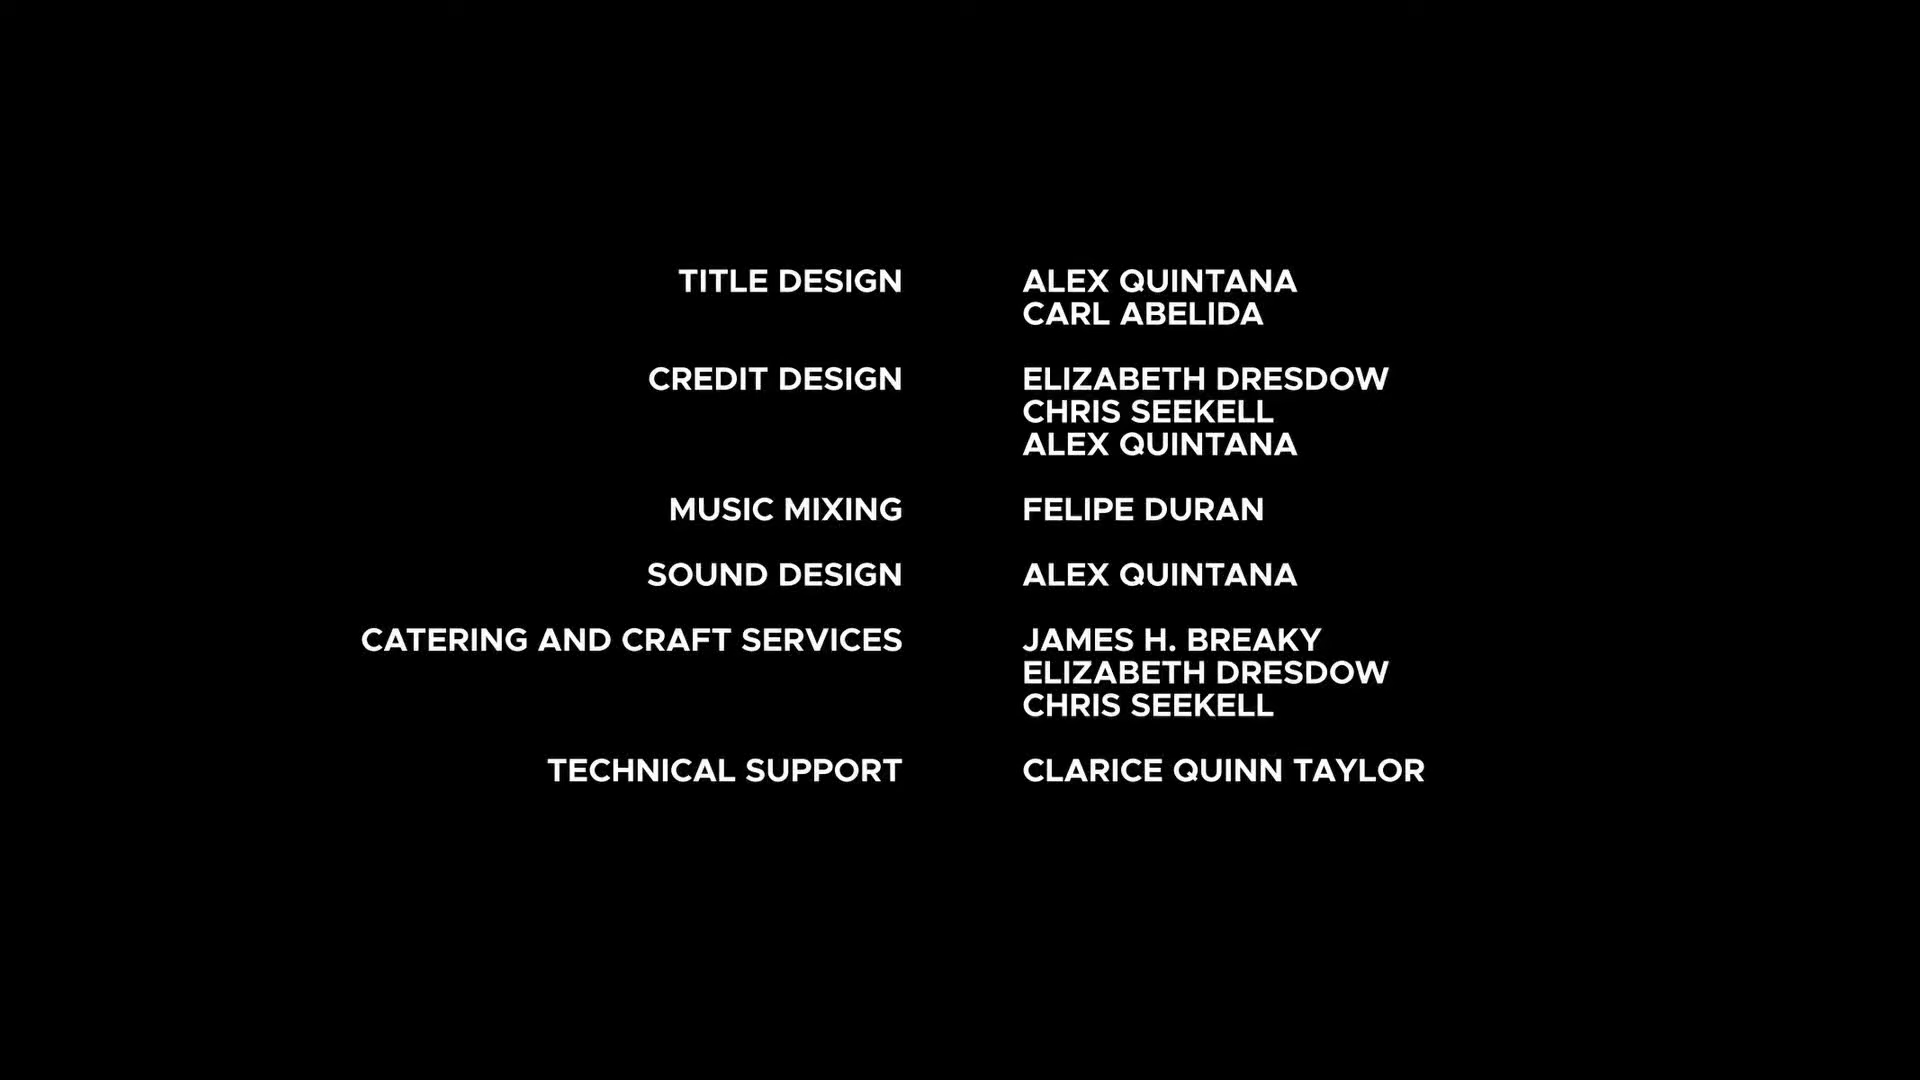 TITLE DESIGN ALEX QUINTANA
CARL ABELIDA
CREDIT DESIGN ELIZABETH DRESDOW
CHRIS SEEKELL
ALEX QUINTANA
MUSIC MIXING FELIPE DURAN
SOUND DESIGN ALEX QUINTANA
CATERING AND CRAFT SERVICES JAMES H. BREAKY
ELIZABETH DRESDOW
CHRIS SEEKELL
TECHNICAL SUPPORT CLARICE QUINN TAYLOR